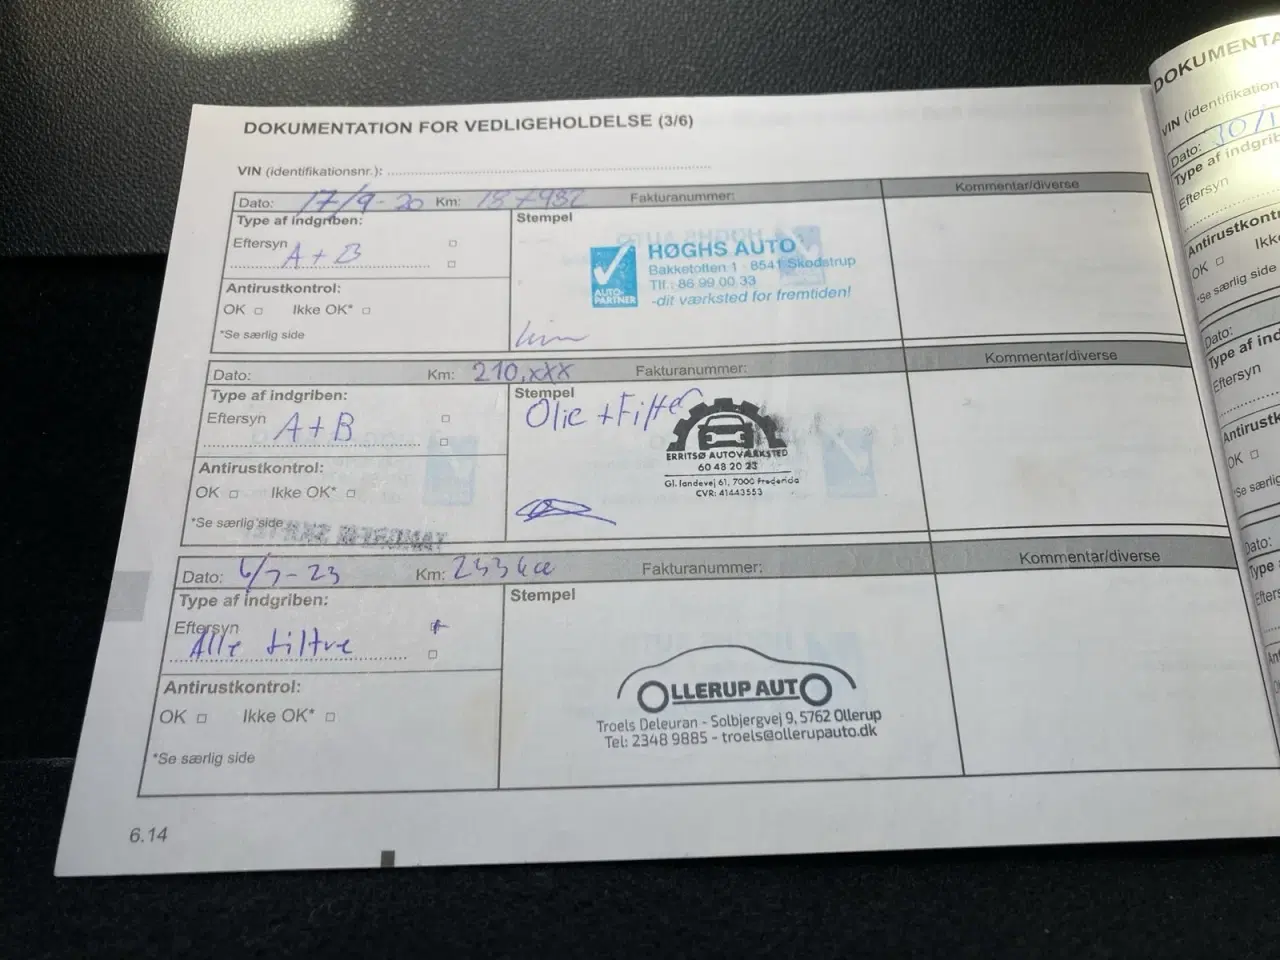 DOKUMENTATION FOR VEDLIGEHOLDELSE (3/6)
VIN (identifikationsnr.):
Dato: 17/9-20 Km: Fakturanummer: Kommentar/diverse
Type af indgriben:
Stempel
Eftersyn
A+B
HØGHS AUTO
Bakketoften 1 · 8541 Skødstrup
Tlf.: 86 99 00 33
-dit værksted for fremtiden!
AUTO-
PARTNER
Antirustkontrol:
OK Ikke OK*
*Se særlig side
Dato: Km: 210.xxx Fakturanummer: Kommentar/diverse
Type af indgriben:
Stempel
Eftersyn
A+B
Olie + Filter
ERRITSØ AUTOVÆRKSTED
60 48 20 23
Gl. landevej 61, 7000 Fredericia
CVR: 41443553
Antirustkontrol:
OK Ikke OK*
*Se særlig side
Dato: 6/7-23 Km: Fakturanummer: Kommentar/diverse
Type af indgriben:
Stempel
Eftersyn
Alle filtre
OLLERUP AUTO
Troels Deleuran - Solbjergvej 9, 5762 Ollerup
Tel: 2348 9885 - troels@ollerupauto.dk
Antirustkontrol:
OK Ikke OK*
*Se særlig side
6.14
DOKUMENTA
VIN (identifikation
Dato: 30/1
Type af indgrib
Eftersyn
Antirustkontr
OK Ikke
*Se særlig side
Dato:
Type af ind
Eftersyn
Antirustk
OK
*Se særlig
Dato:
Type
Efters